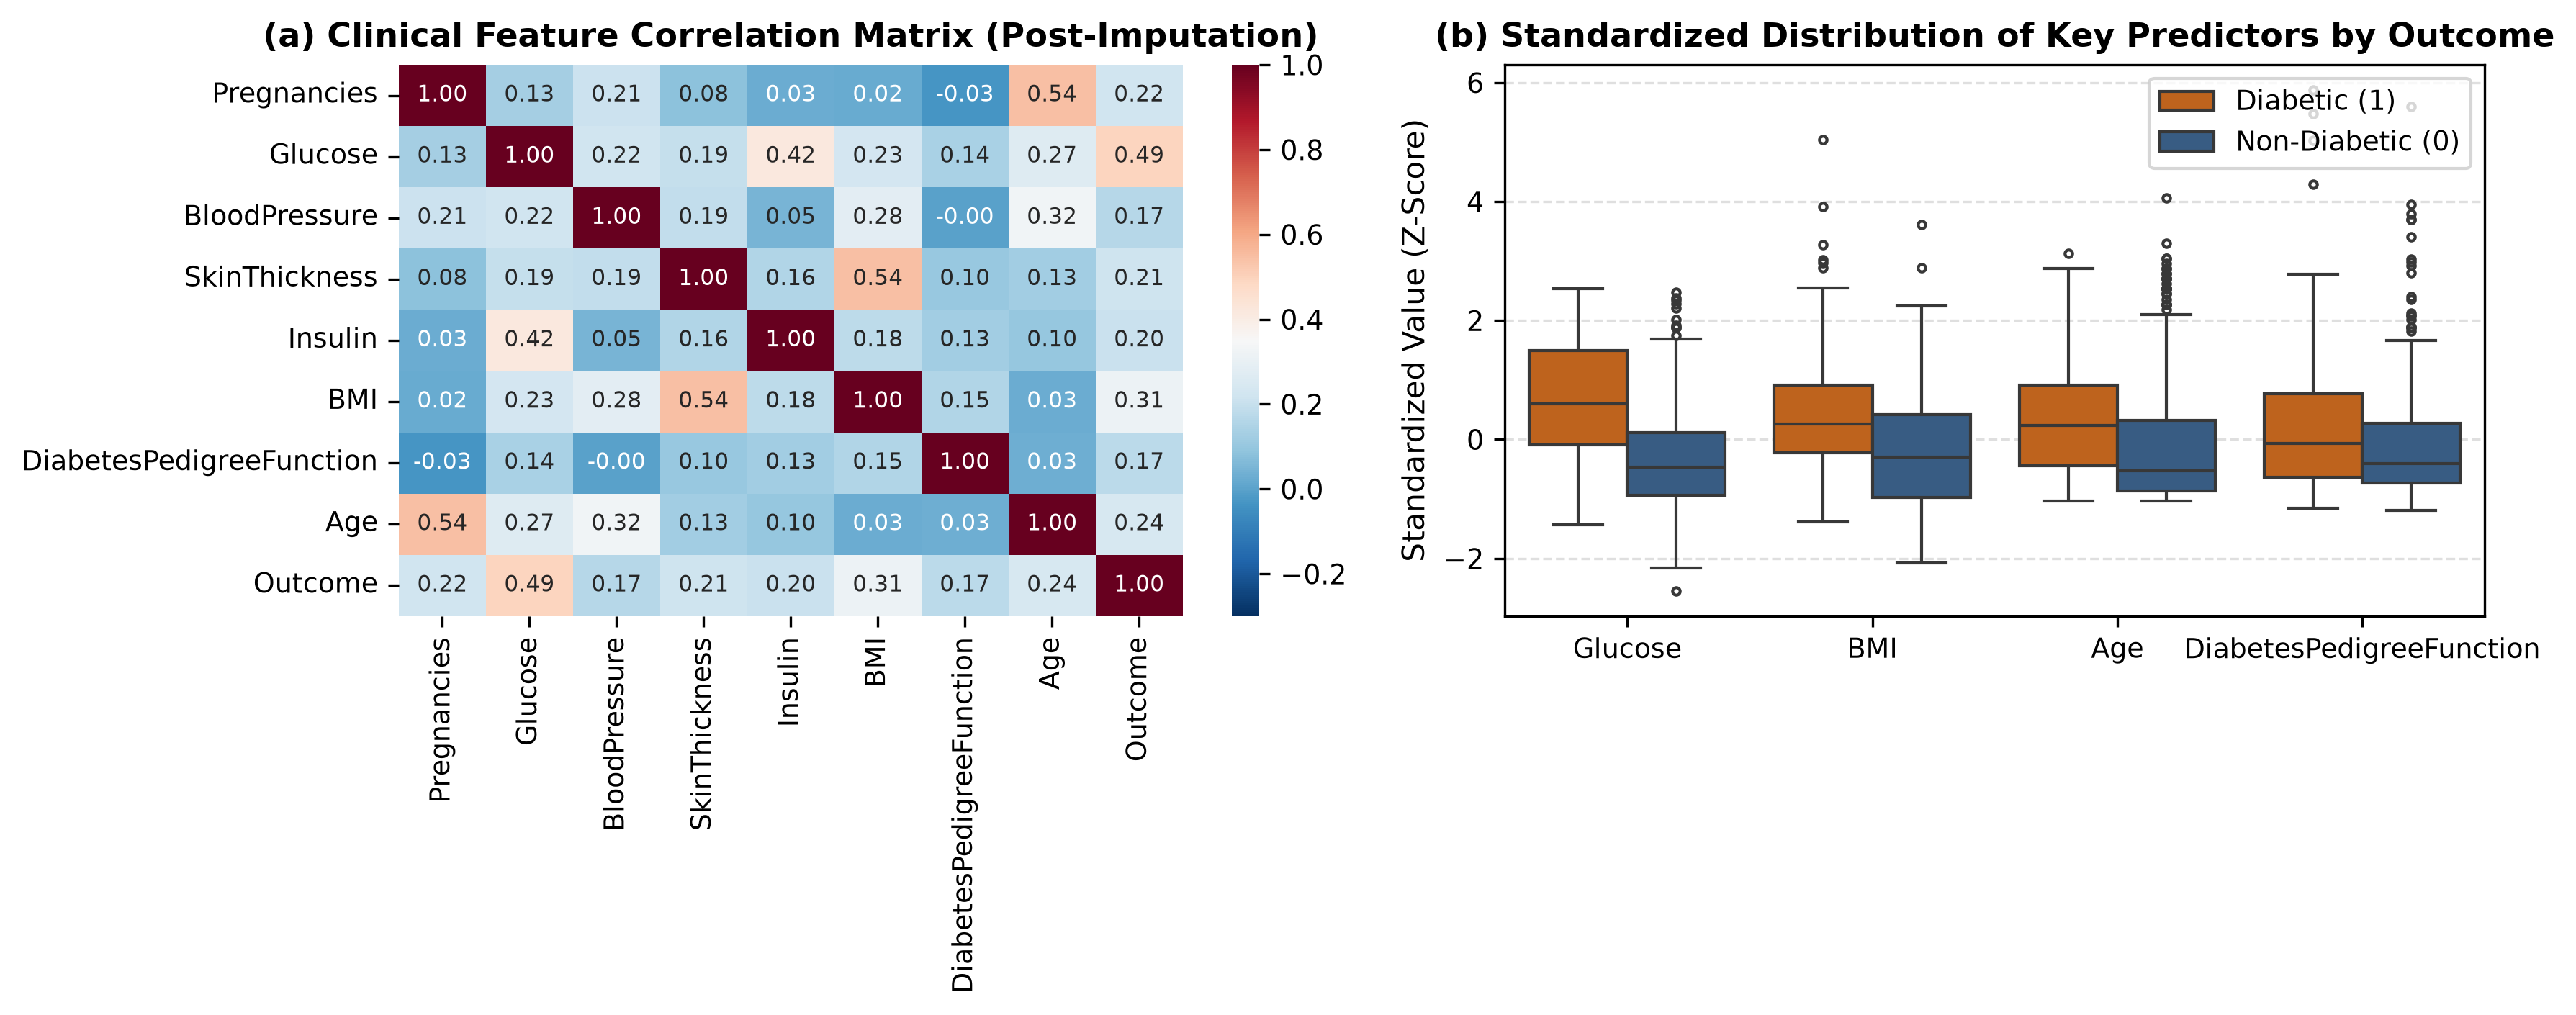 (a) Clinical Feature Correlation Matrix (Post-Imputation)
Pregnancies 1.00 0.13 0.21 0.08 0.03 0.02 -0.03 0.54 0.22
Glucose 0.13 1.00 0.22 0.19 0.42 0.23 0.14 0.27 0.49
BloodPressure 0.21 0.22 1.00 0.19 0.05 0.28 -0.00 0.32 0.17
SkinThickness 0.08 0.19 0.19 1.00 0.16 0.54 0.10 0.13 0.21
Insulin 0.03 0.42 0.05 0.16 1.00 0.18 0.13 0.10 0.20
BMI 0.02 0.23 0.28 0.54 0.18 1.00 0.15 0.03 0.31
DiabetesPedigreeFunction -0.03 0.14 -0.00 0.10 0.13 0.15 1.00 0.03 0.17
Age 0.54 0.27 0.32 0.13 0.10 0.03 0.03 1.00 0.24
Outcome 0.22 0.49 0.17 0.21 0.20 0.31 0.17 0.24 1.00
Pregnancies
Glucose
BloodPressure
SkinThickness
Insulin
BMI
DiabetesPedigreeFunction
Age
Outcome
1.0
0.8
0.6
0.4
0.2
0.0
−0.2
(b) Standardized Distribution of Key Predictors by Outcome
Standardized Value (Z-Score)
6
4
2
0
−2
Diabetic (1)
Non-Diabetic (0)
Glucose
BMI
Age
DiabetesPedigreeFunction